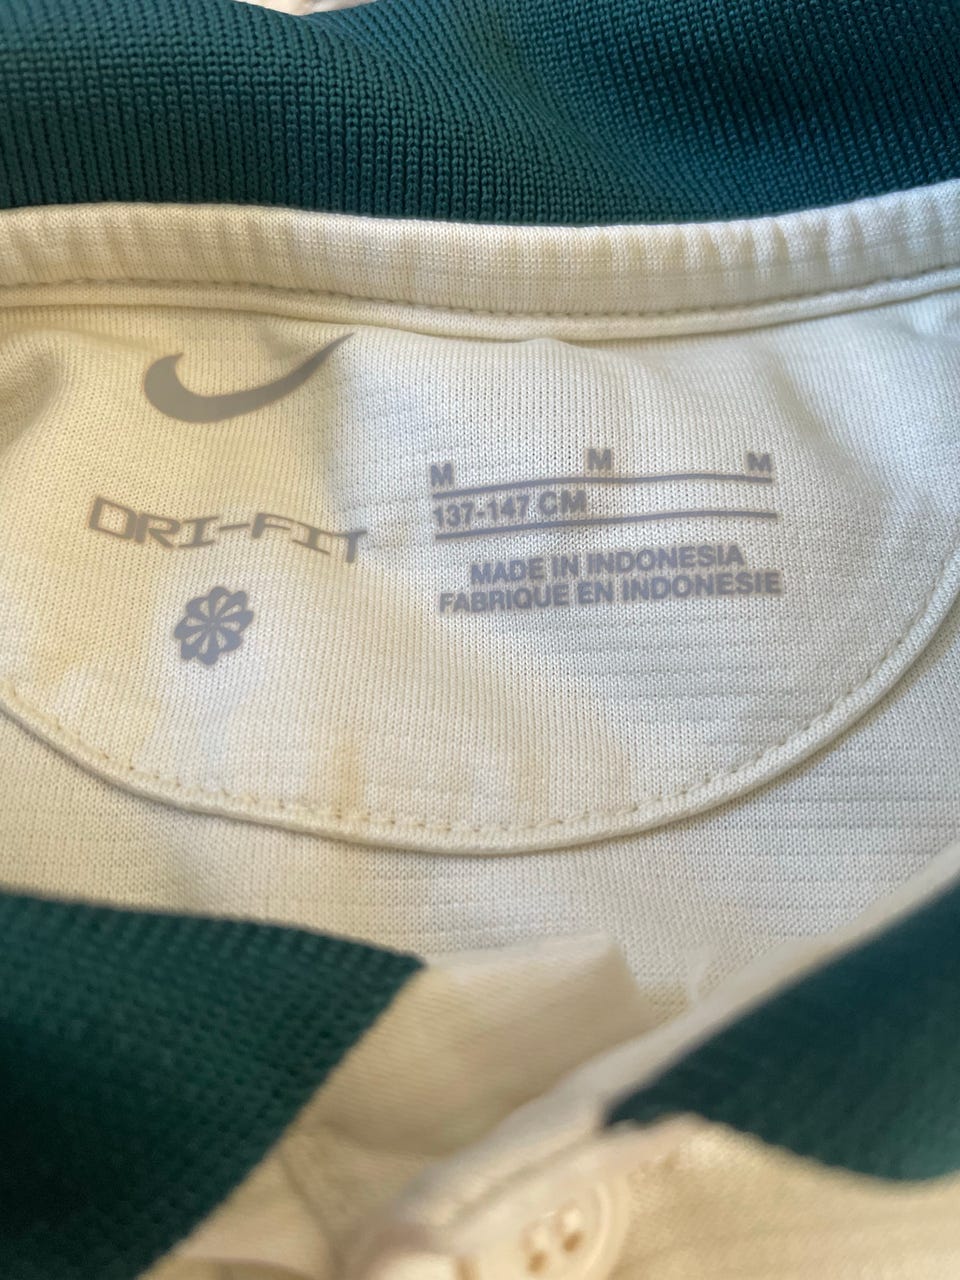 DRI-FIT
M M M
137-147 CM
MADE IN INDONESIA
FABRIQUE EN INDONESIE